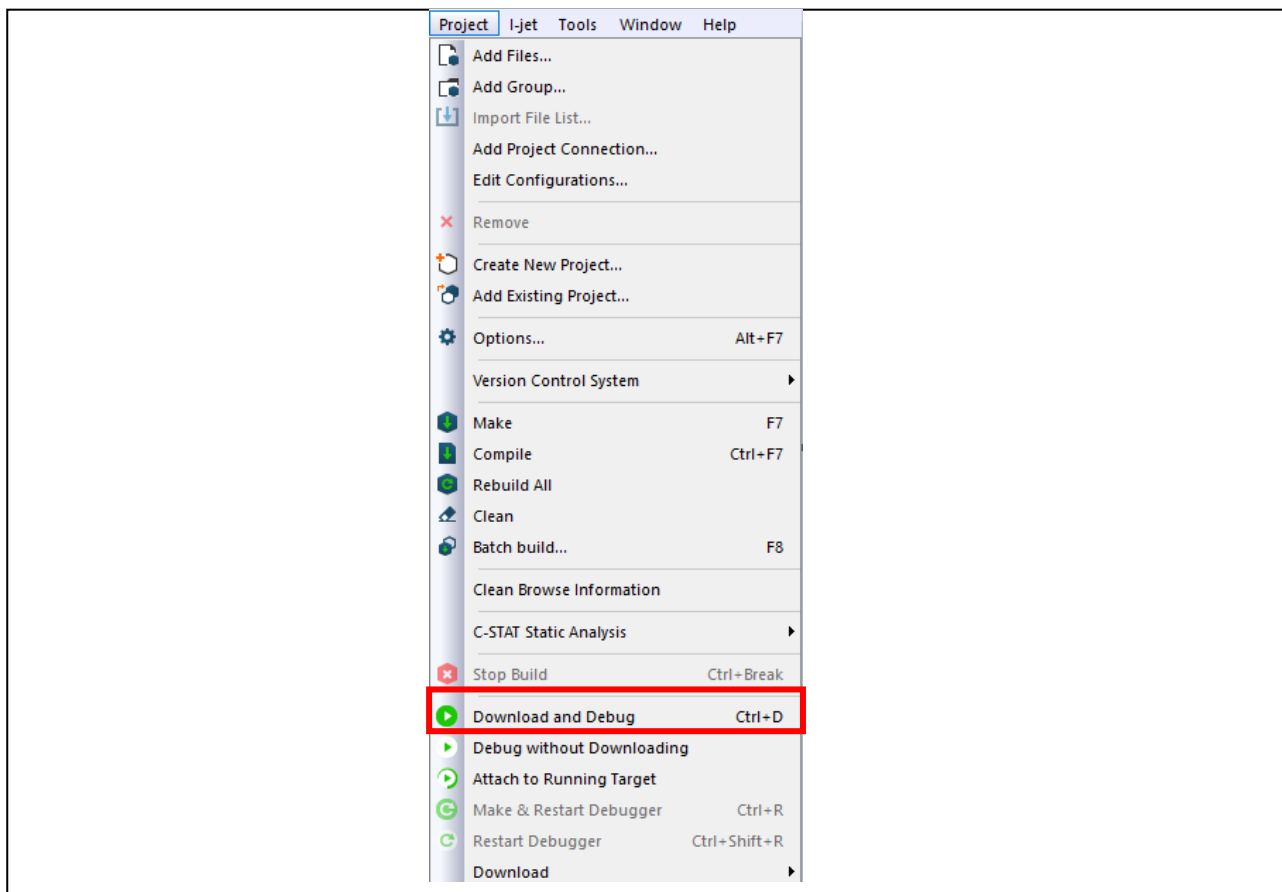 Project I-jet Tools Window Help
Add Files...
Add Group...
Import File List...
Add Project Connection...
Edit Configurations...
Remove
Create New Project...
Add Existing Project...
Options... Alt+F7
Version Control System
Make F7
Compile Ctrl+F7
Rebuild All
Clean
Batch build... F8
Clean Browse Information
C-STAT Static Analysis
Stop Build Ctrl+Break
Download and Debug Ctrl+D
Debug without Downloading
Attach to Running Target
Make & Restart Debugger Ctrl+R
Restart Debugger Ctrl+Shift+R
Download